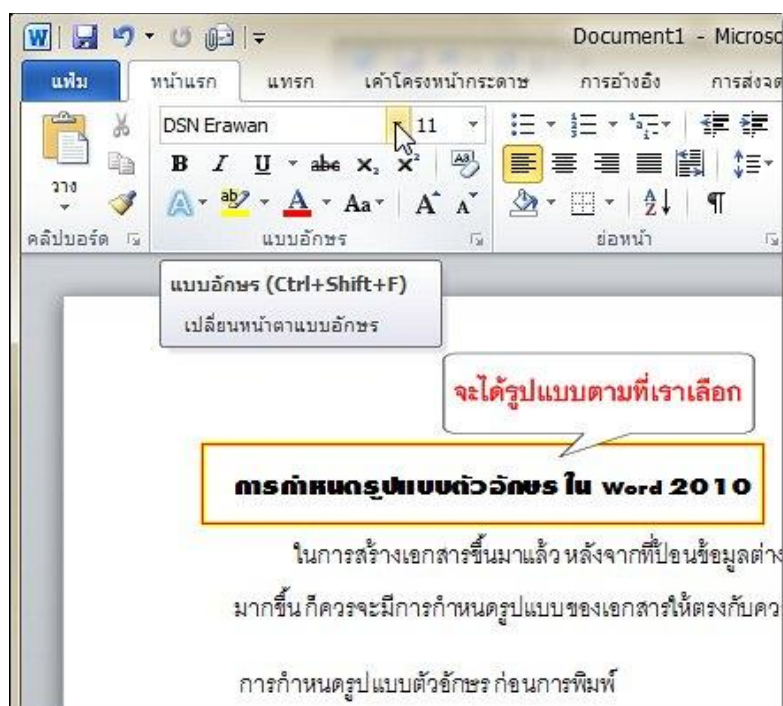 Document1 - Microso
แฟ้ม หน้าแรก แทรก เค้าโครงหน้ากระดาษ การอ้างอิง การส่งจด
DSN Erawan 11
B I U abc X₂ X² Aa
วาง
ab A Aa A A A Z
คลิปบอร์ด แบบอักษร ย่อหน้า
แบบอักษร (Ctrl+Shift+F)
เปลี่ยนหน้าตาแบบอักษร
จะได้รูปแบบตามที่เราเลือก
การกำหนดรูปแบบตัวอักษร ใน Word 2010
ในการสร้างเอกสารขึ้นมาแล้ว หลังจากที่ป้อนข้อมูลต่าง
มากขึ้น ก็ควรจะมีการกำหนดรูปแบบของเอกสารให้ตรงกับคว
การกำหนดรูปแบบตัวอักษร ก่อนการพิมพ์